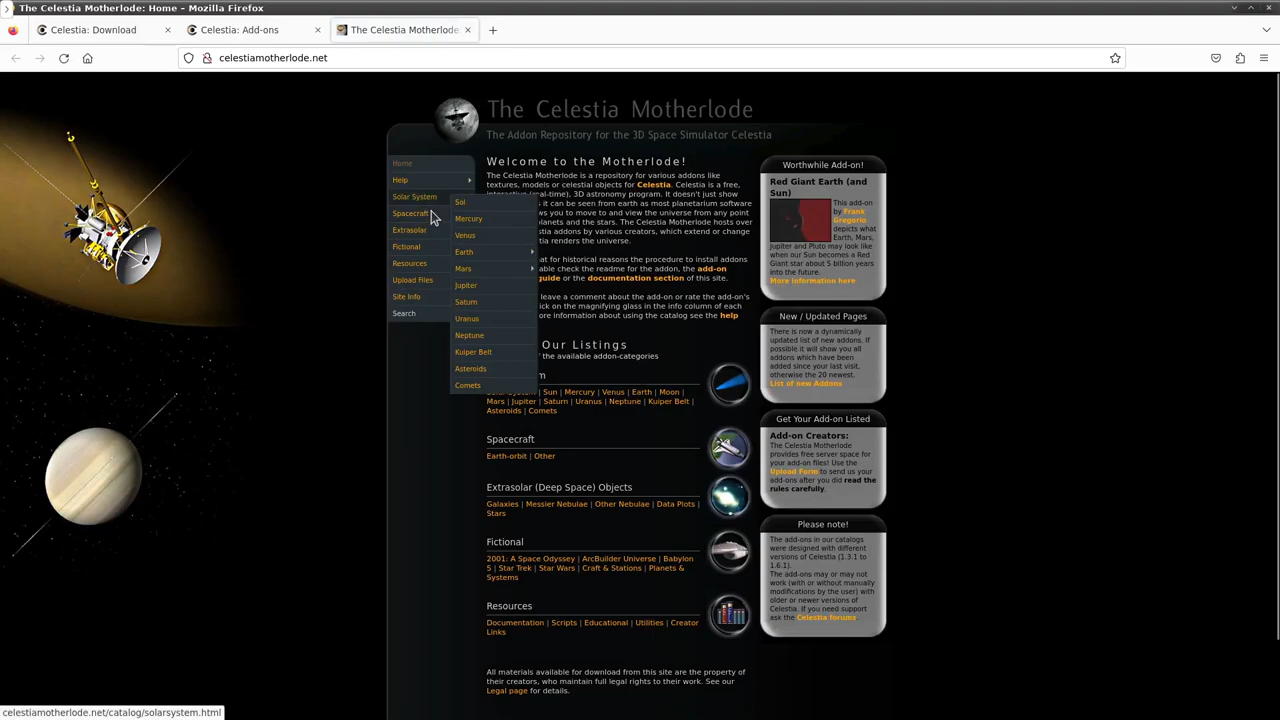 The Celestia Motherlode: Home – Mozilla Firefox
Celestia: Download
Celestia: Add-ons
The Celestia Motherlode:
celestiamotherlode.net
The Celestia Motherlode
The Addon Repository for the 3D Space Simulator Celestia
Home
Help
Solar System
Spacecraft
Extrasolar
Fictional
Resources
Upload Files
Site Info
Search
Sol
Mercury
Venus
Earth
Mars
Jupiter
Saturn
Uranus
Neptune
Kuiper Belt
Asteroids
Comets
Welcome to the Motherlode!
The Celestia Motherlode is a repository for various addons like
textures, models or celestial objects for Celestia. Celestia is a free,
interactive (real-time), 3D astronomy program. It doesn't just show
it can be seen from earth as most planetarium software
you to move to and view the universe from any point
planets and the stars. The Celestia Motherlode hosts over
addons by various creators, which extend or change
renders the universe.
that for historical reasons the procedure to install addons
able check the readme for the addon, the add-on
guide or the documentation section of this site.
leave a comment about the add-on or rate the add-on's
ick on the magnifying glass in the info column of each
ore information about using the catalog see the help
Our Listings
the available addon-categories
m
Sun | Mercury | Venus | Earth | Moon |
Mars | Jupiter | Saturn | Uranus | Neptune | Kuiper Belt |
Asteroids | Comets
Spacecraft
Earth-orbit | Other
Extrasolar (Deep Space) Objects
Galaxies | Messier Nebulae | Other Nebulae | Data Plots |
Stars
Fictional
2001: A Space Odyssey | ArcBuilder Universe | Babylon
5 | Star Trek | Star Wars | Craft & Stations | Planets &
Systems
Resources
Documentation | Scripts | Educational | Utilities | Creator
Links
All materials available for download from this site are the property of
their creators, who maintain full legal rights to their work. See our
Legal page for details.
Worthwhile Add-on!
Red Giant Earth (and
Sun)
This add-on
by Frank
Gregorio
depicts what
Earth, Mars,
Jupiter and Pluto may look like
when our Sun becomes a Red
Giant star about 5 billion years
into the future.
More information here
New / Updated Pages
There is now a dynamically
updated list of new addons. If
possible it will show you all
addons which have been
added since your last visit,
otherwise the 20 newest.
List of new Addons
Get Your Add-on Listed
Add-on Creators:
The Celestia Motherlode
provides free server space for
your add-on files! Use the
Upload Form to send us your
add-ons after you did read the
rules carefully.
Please note!
The add-ons in our catalogs
were designed with different
versions of Celestia (1.3.1 to
1.6.1).
The add-ons may or may not
work (with or without manually
modifications by the user) with
older or newer versions of
Celestia. If you need support
ask the Celestia forums.
celestiamotherlode.net/catalog/solarsystem.html